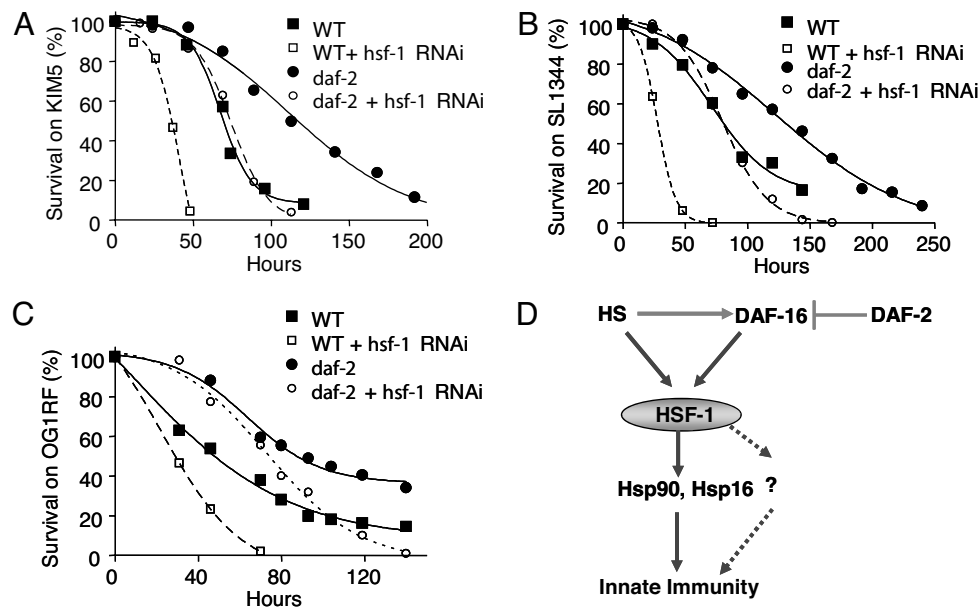 A
Survival on KIM5 (%)
100
80
60
40
20
0
0 50 100 150 200
Hours
WT
WT + hsf-1 RNAi
daf-2
daf-2 + hsf-1 RNAi
B
Survival on SL1344 (%)
100
80
60
40
20
0
0 50 100 150 200 250
Hours
WT
WT + hsf-1 RNAi
daf-2
daf-2 + hsf-1 RNAi
C
Survival on OG1RF (%)
100
80
60
40
20
0
0 40 80 120
Hours
WT
WT + hsf-1 RNAi
daf-2
daf-2 + hsf-1 RNAi
D
HS DAF-16 DAF-2
HSF-1
Hsp90, Hsp16 ?
Innate Immunity